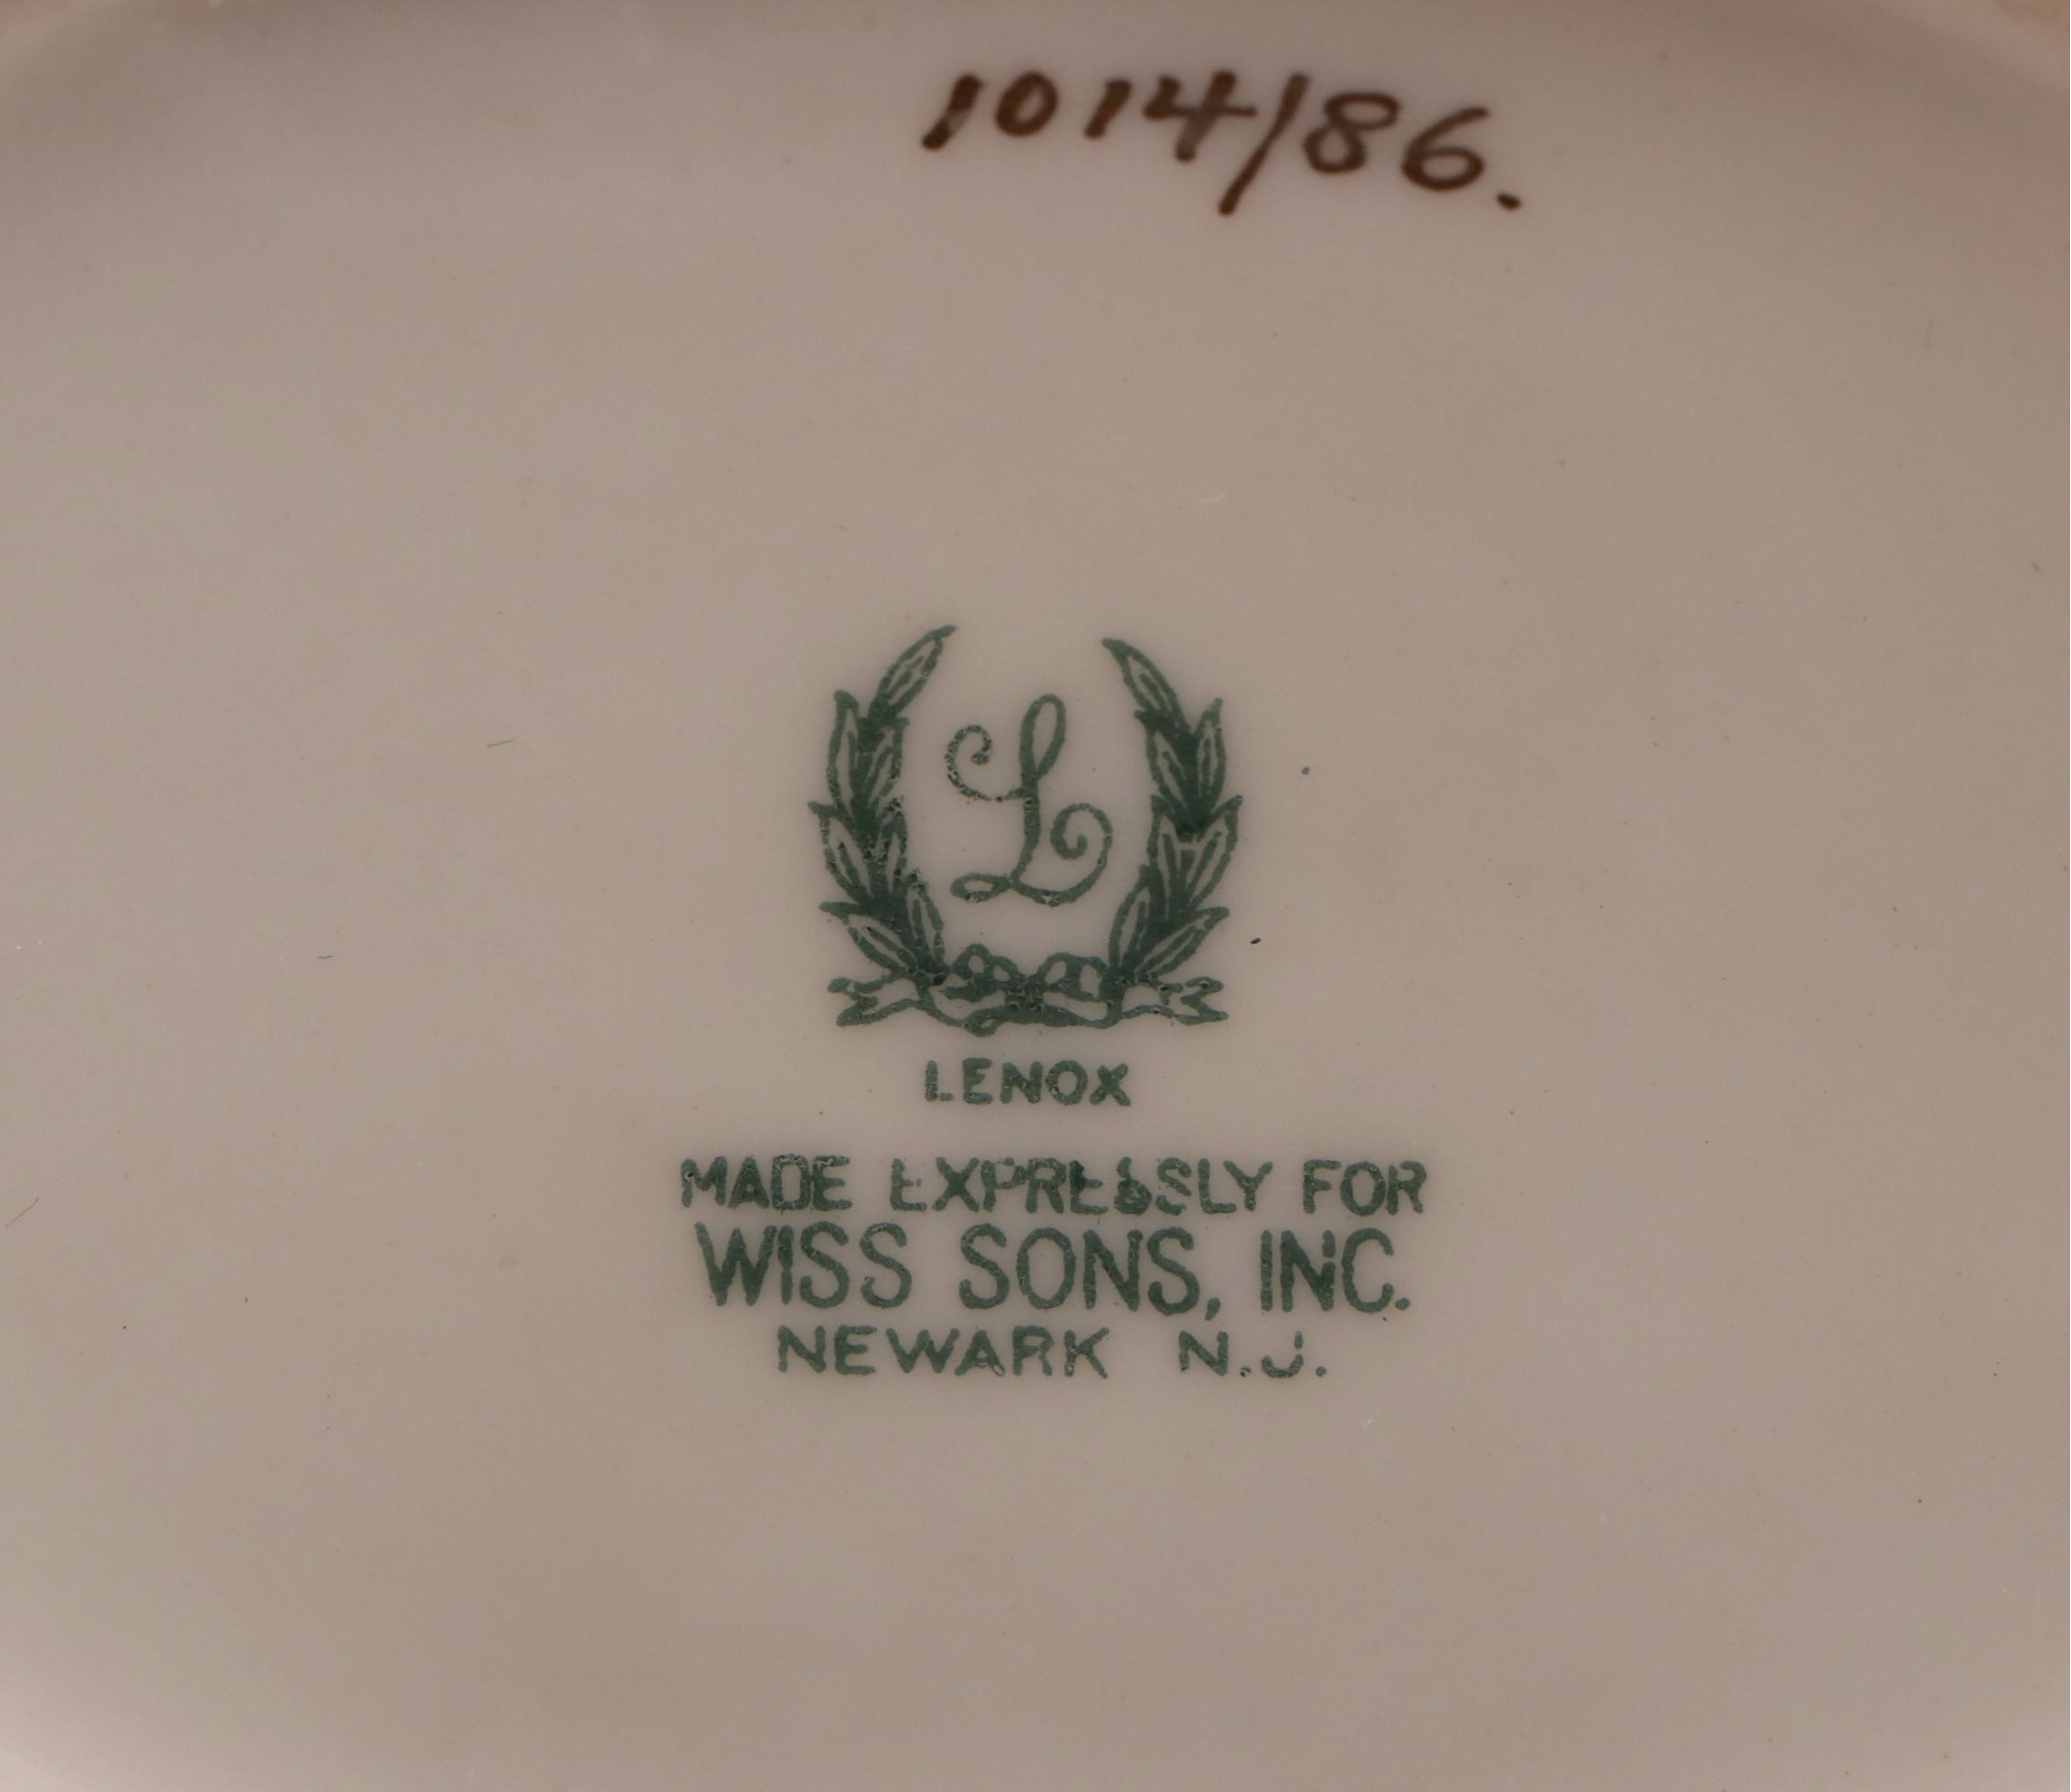 1014/86.
L
LENOX
MADE EXPRESSLY FOR
WISS SONS, INC.
NEWARK N.J.